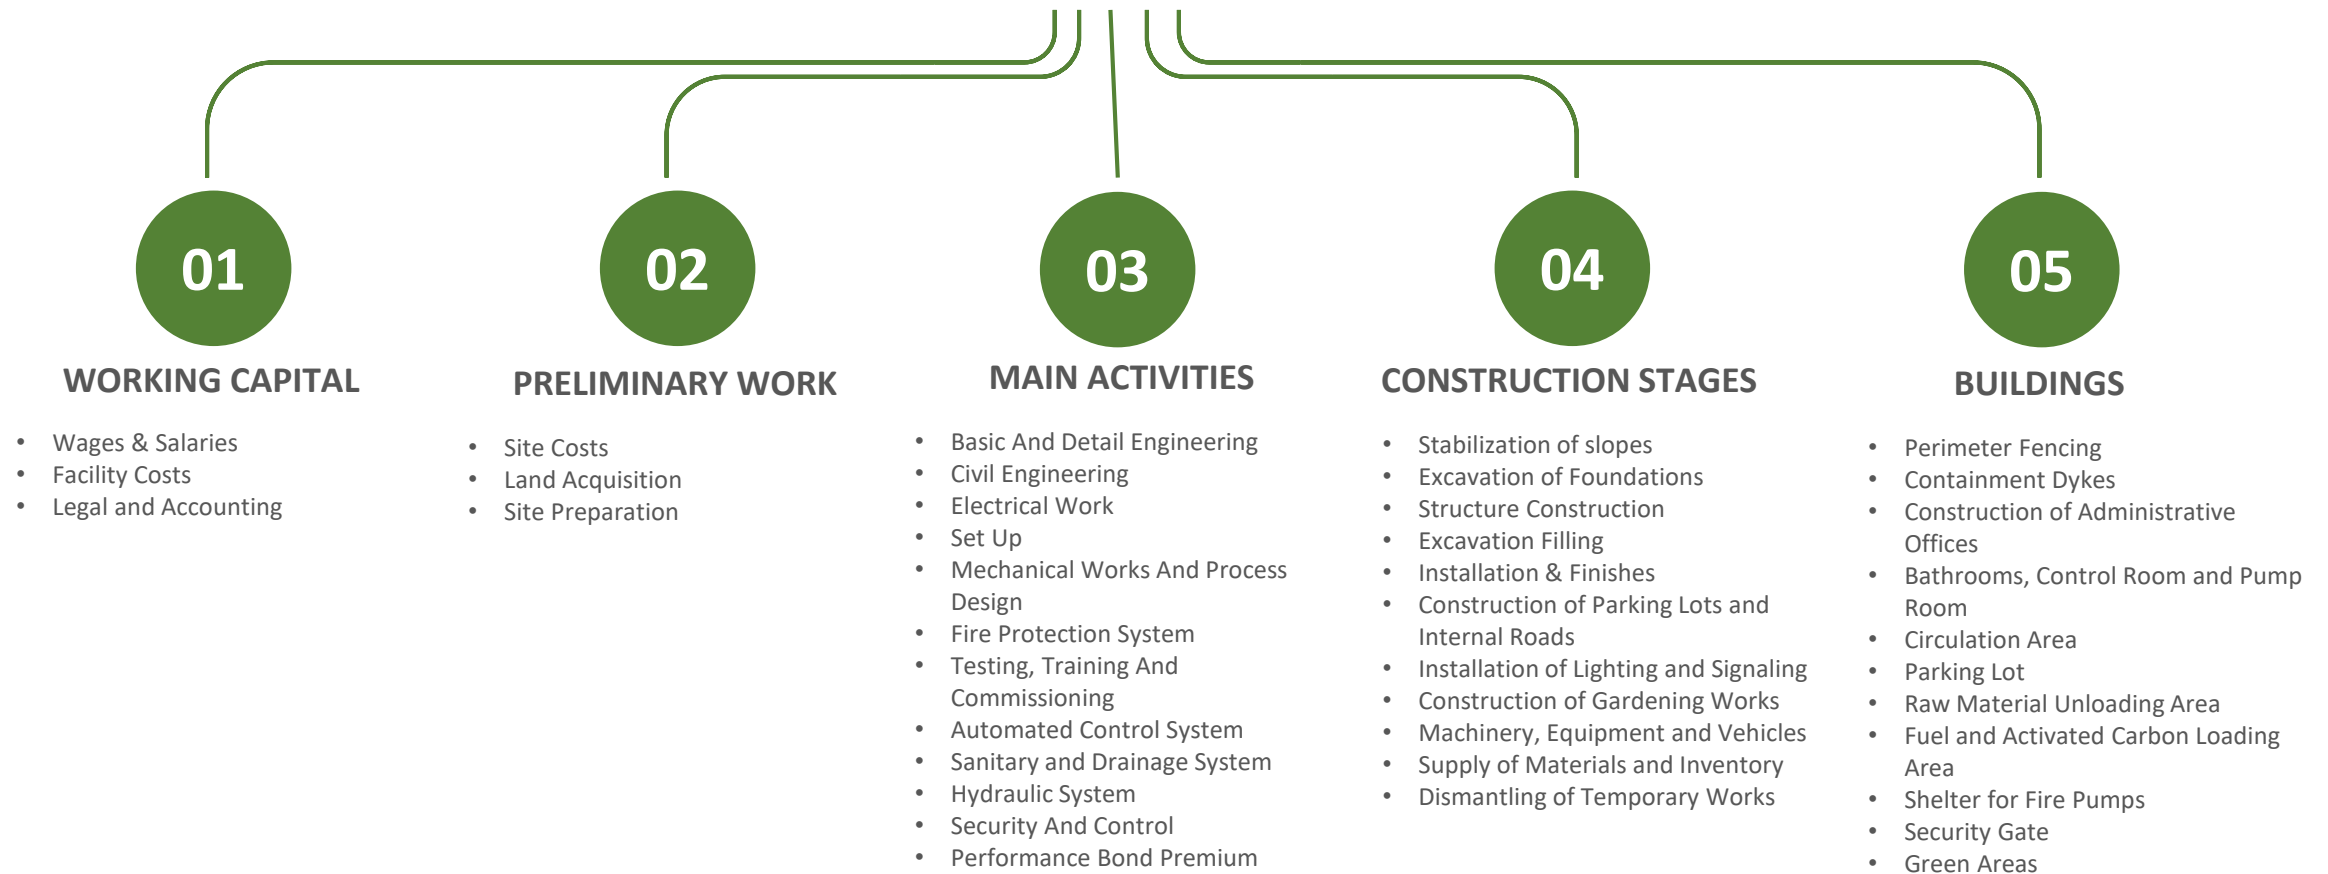 01
WORKING CAPITAL
• Wages & Salaries
• Facility Costs
• Legal and Accounting
02
PRELIMINARY WORK
• Site Costs
• Land Acquisition
• Site Preparation
03
MAIN ACTIVITIES
• Basic And Detail Engineering
• Civil Engineering
• Electrical Work
• Set Up
• Mechanical Works And Process
Design
• Fire Protection System
• Testing, Training And
Commissioning
• Automated Control System
• Sanitary and Drainage System
• Hydraulic System
• Security And Control
• Performance Bond Premium
04
CONSTRUCTION STAGES
• Stabilization of slopes
• Excavation of Foundations
• Structure Construction
• Excavation Filling
• Installation & Finishes
• Construction of Parking Lots and
Internal Roads
• Installation of Lighting and Signaling
• Construction of Gardening Works
• Machinery, Equipment and Vehicles
• Supply of Materials and Inventory
• Dismantling of Temporary Works
05
BUILDINGS
• Perimeter Fencing
• Containment Dykes
• Construction of Administrative
Offices
• Bathrooms, Control Room and Pump
Room
• Circulation Area
• Parking Lot
• Raw Material Unloading Area
• Fuel and Activated Carbon Loading
Area
• Shelter for Fire Pumps
• Security Gate
• Green Areas